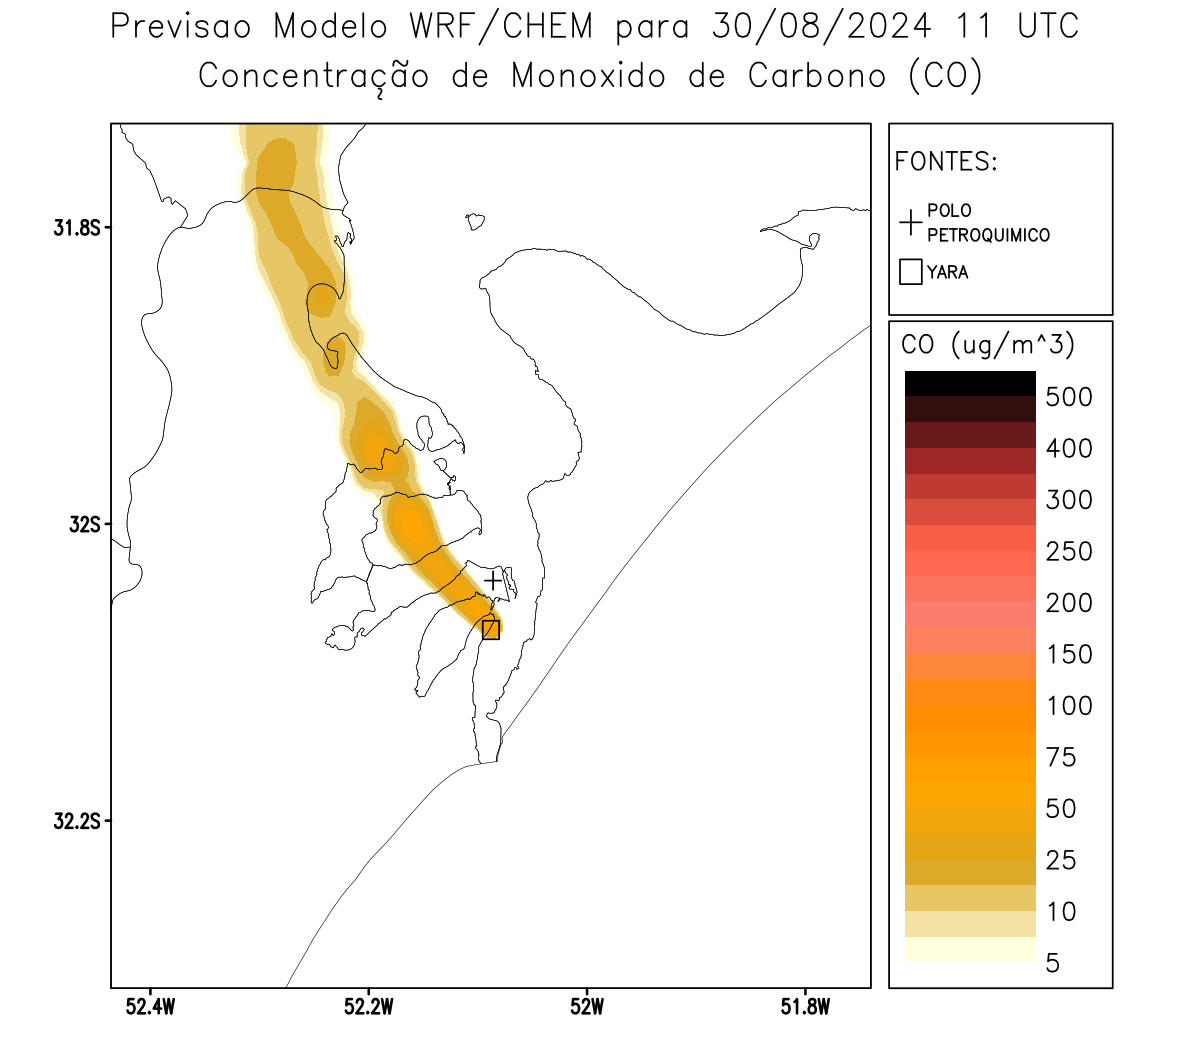 Previsao Modelo WRF/CHEM para 30/08/2024 11 UTC
Concentração de Monoxido de Carbono (CO)
FONTES:
POLO
PETROQUIMICO
YARA
CO (ug/m^3)
500
400
300
250
200
150
100
75
50
25
10
5
31.8S
32S
32.2S
52.4W
52.2W
52W
51.8W